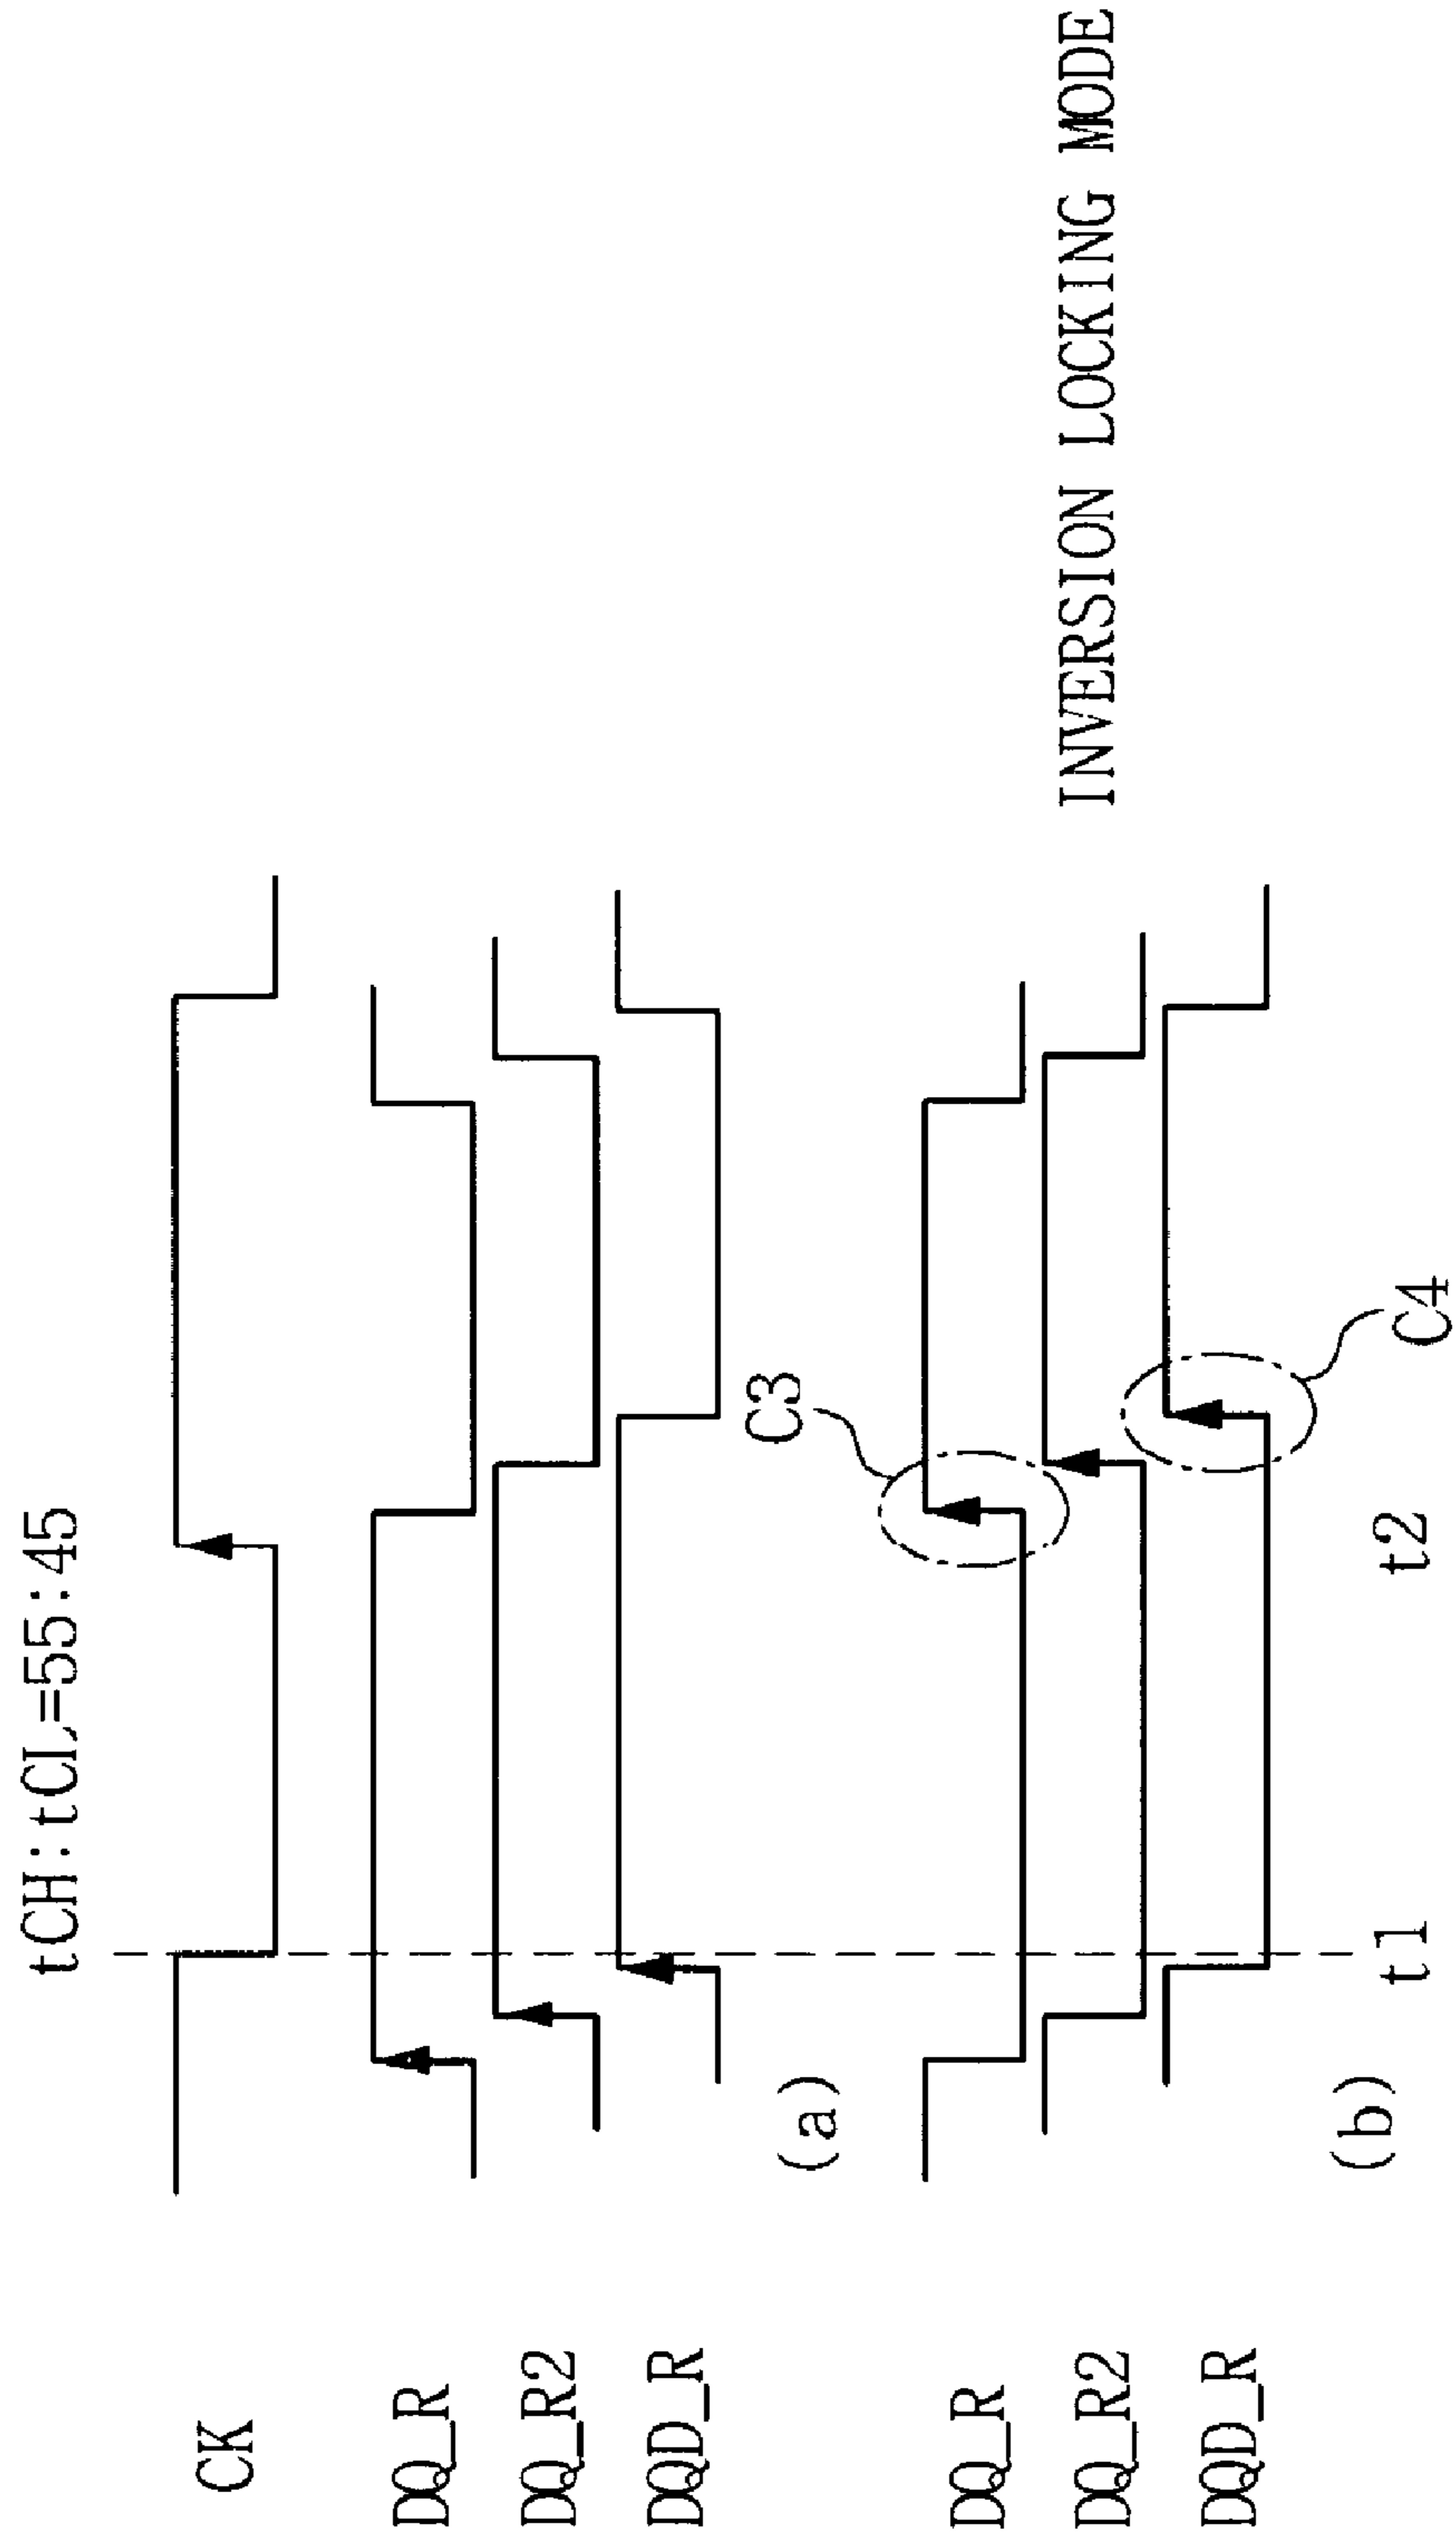 tCH:tCL=55:45
CK
DQ_R
DQ_R2
DQD_R
(a)
C3
DQ_R
DQ_R2
DQD_R
INVERSION LOCKING MODE
C4
(b)
t1
t2